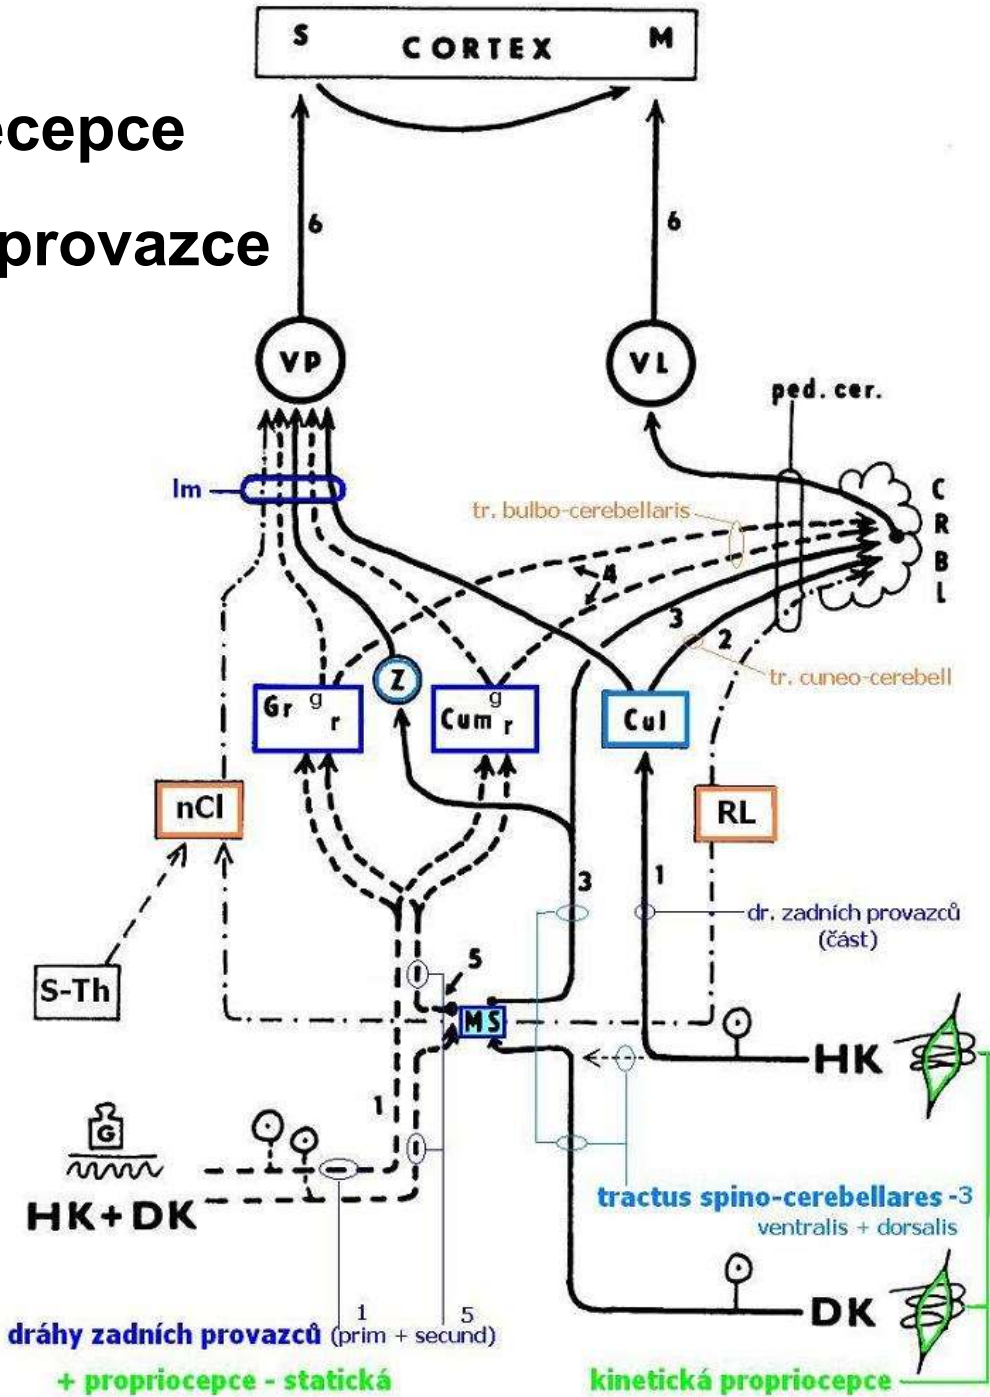 S CORTEX M
ecepce
provazce
6 6
VP VL
ped. cer.
lm
C
R
B
L
tr. bulbo-cerebellaris
4
3
2
tr. cuneo-cerebell
Z
Gr g r
Cum g r
Cul
nCl
RL
3
1
dr. zadních provazců
(část)
S-Th
5
MS
HK
1
G
HK+DK
tractus spino-cerebellares -3
ventralis + dorsalis
DK
1 5
dráhy zadních provazců (prim + secund)
+ propriocepce - statická
kinetická propriocepce